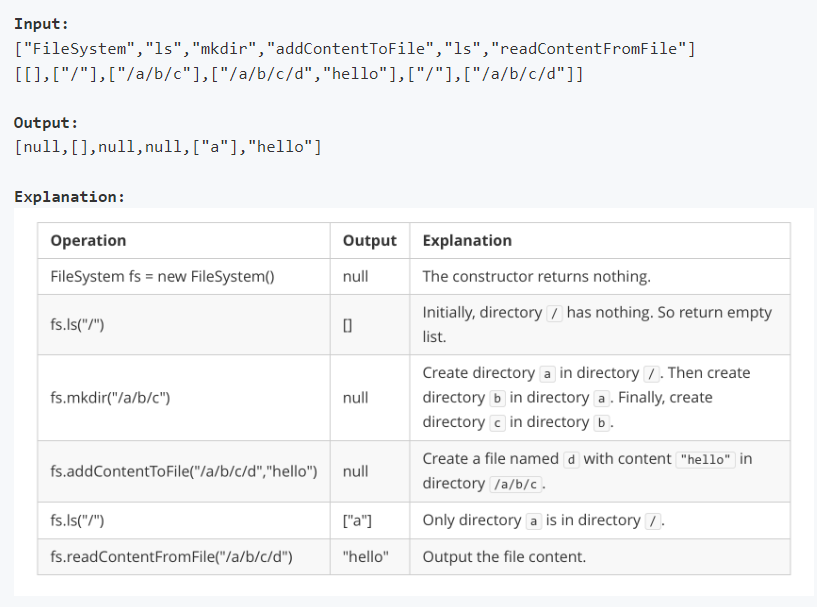 Input:
["FileSystem","ls","mkdir","addContentToFile","ls","readContentFromFile"]
[[],["/"],["/a/b/c"],["/a/b/c/d","hello"],["/"],["/a/b/c/d"]]
Output:
[null,[],null,null,["a"],"hello"]
Explanation:
Operation Output Explanation
FileSystem fs = new FileSystem() null The constructor returns nothing.
fs.ls("/") [] Initially, directory / has nothing. So return empty
list.
fs.mkdir("/a/b/c") null Create directory a in directory /. Then create
directory b in directory a. Finally, create
directory c in directory b.
fs.addContentToFile("/a/b/c/d","hello") null Create a file named d with content "hello" in
directory /a/b/c.
fs.ls("/") ["a"] Only directory a is in directory /.
fs.readContentFromFile("/a/b/c/d") "hello" Output the file content.